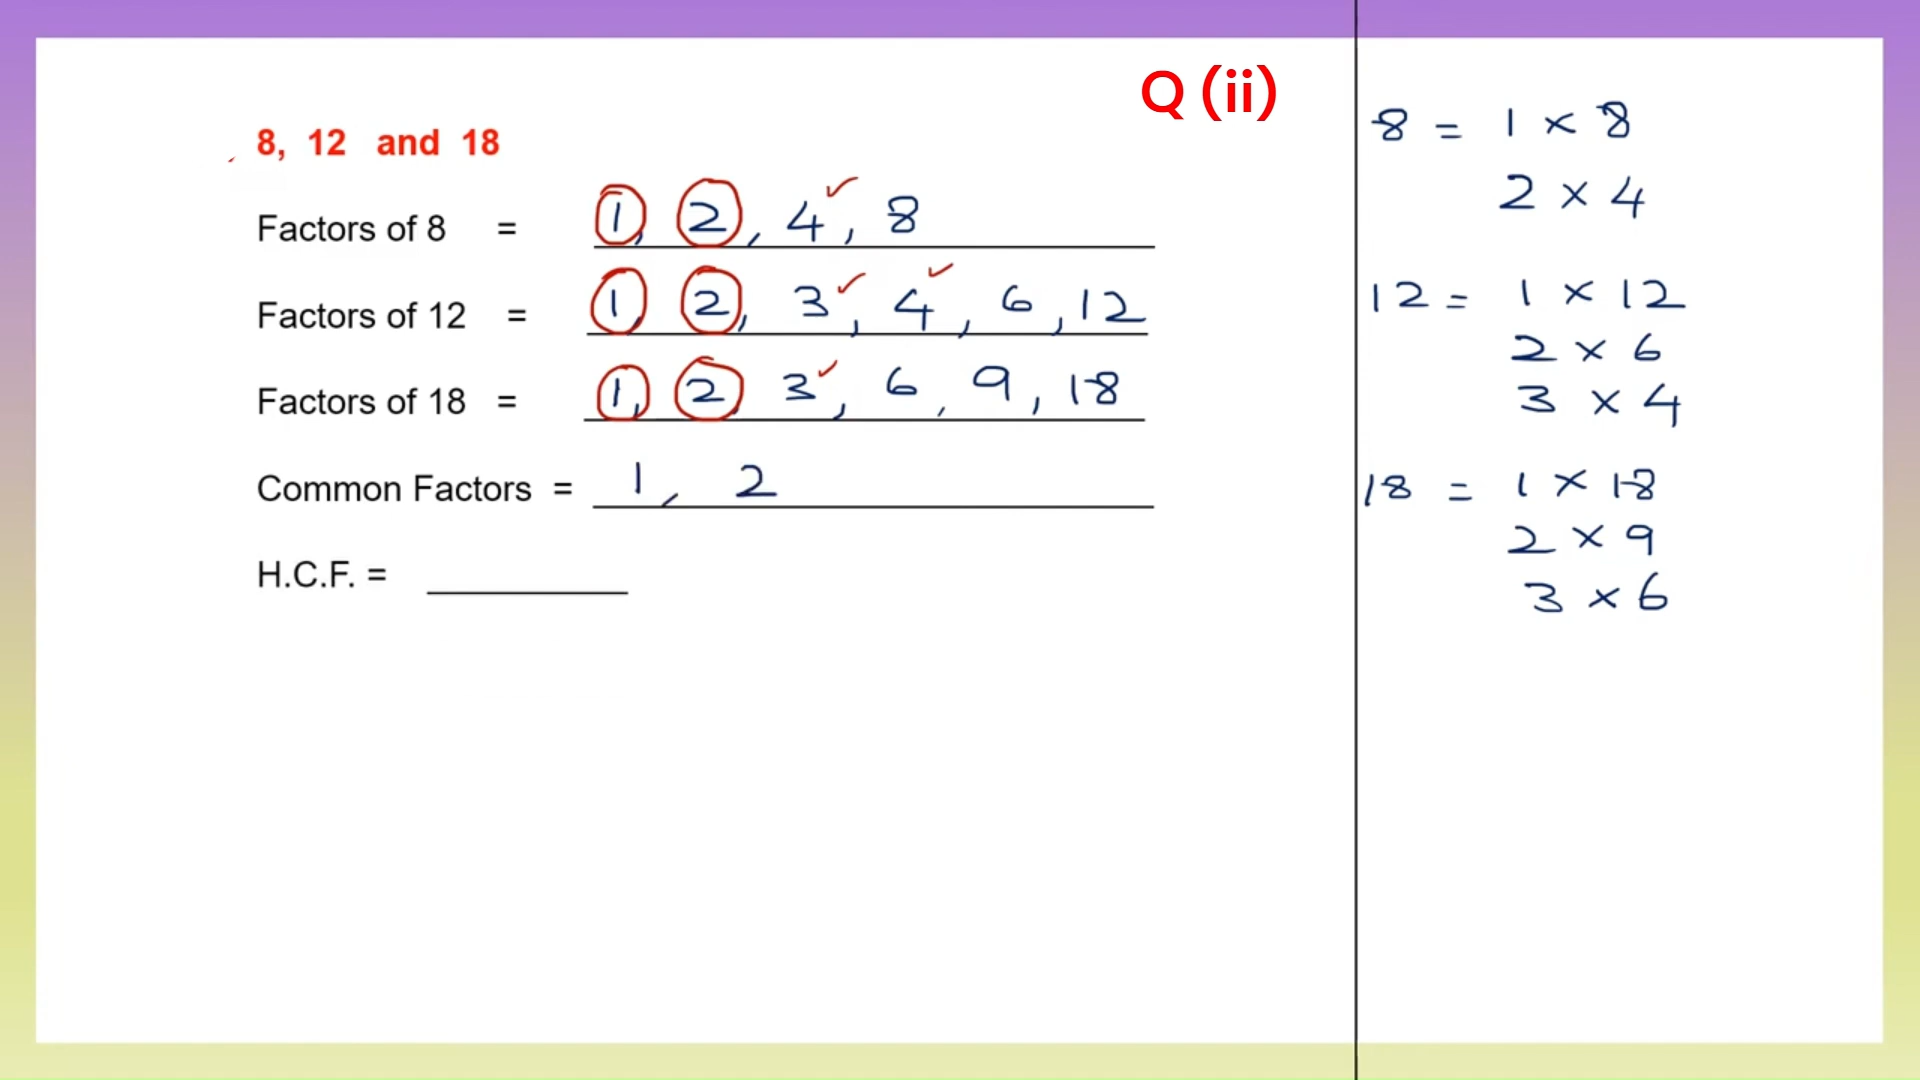 Q (ii)
8, 12 and 18
Factors of 8 = 1, 2, 4, 8
Factors of 12 = 1, 2, 3, 4, 6, 12
Factors of 18 = 1, 2, 3, 6, 9, 18
Common Factors = 1, 2
H.C.F. =
8 = 1 × 8
2 × 4
12 = 1 × 12
2 × 6
3 × 4
18 = 1 × 18
2 × 9
3 × 6